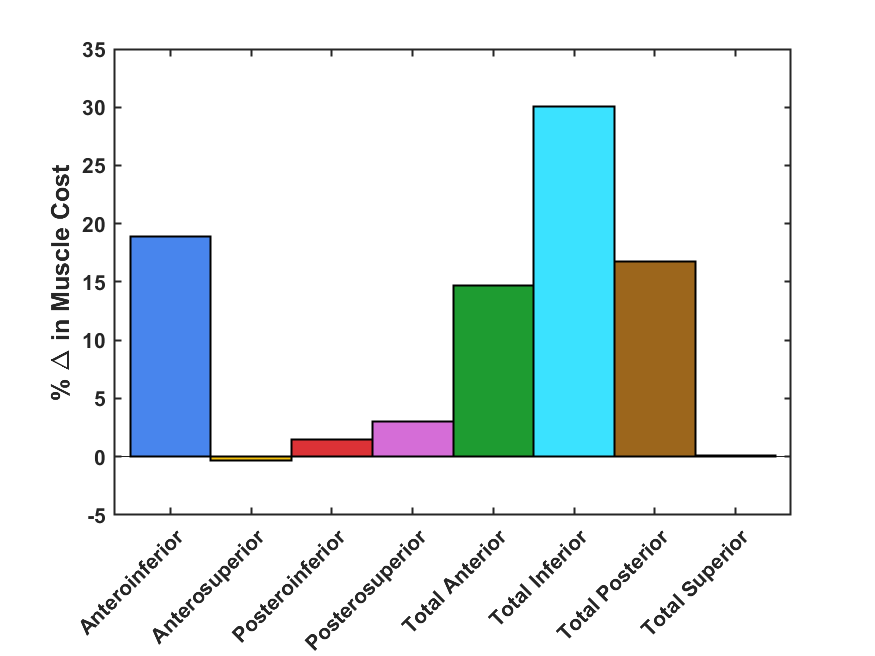 35
30
25
20
15
10
5
0
-5
% Δ in Muscle Cost
Anteroinferior
Anterosuperior
Posteroinferior
Posterosuperior
Total Anterior
Total Inferior
Total Posterior
Total Superior